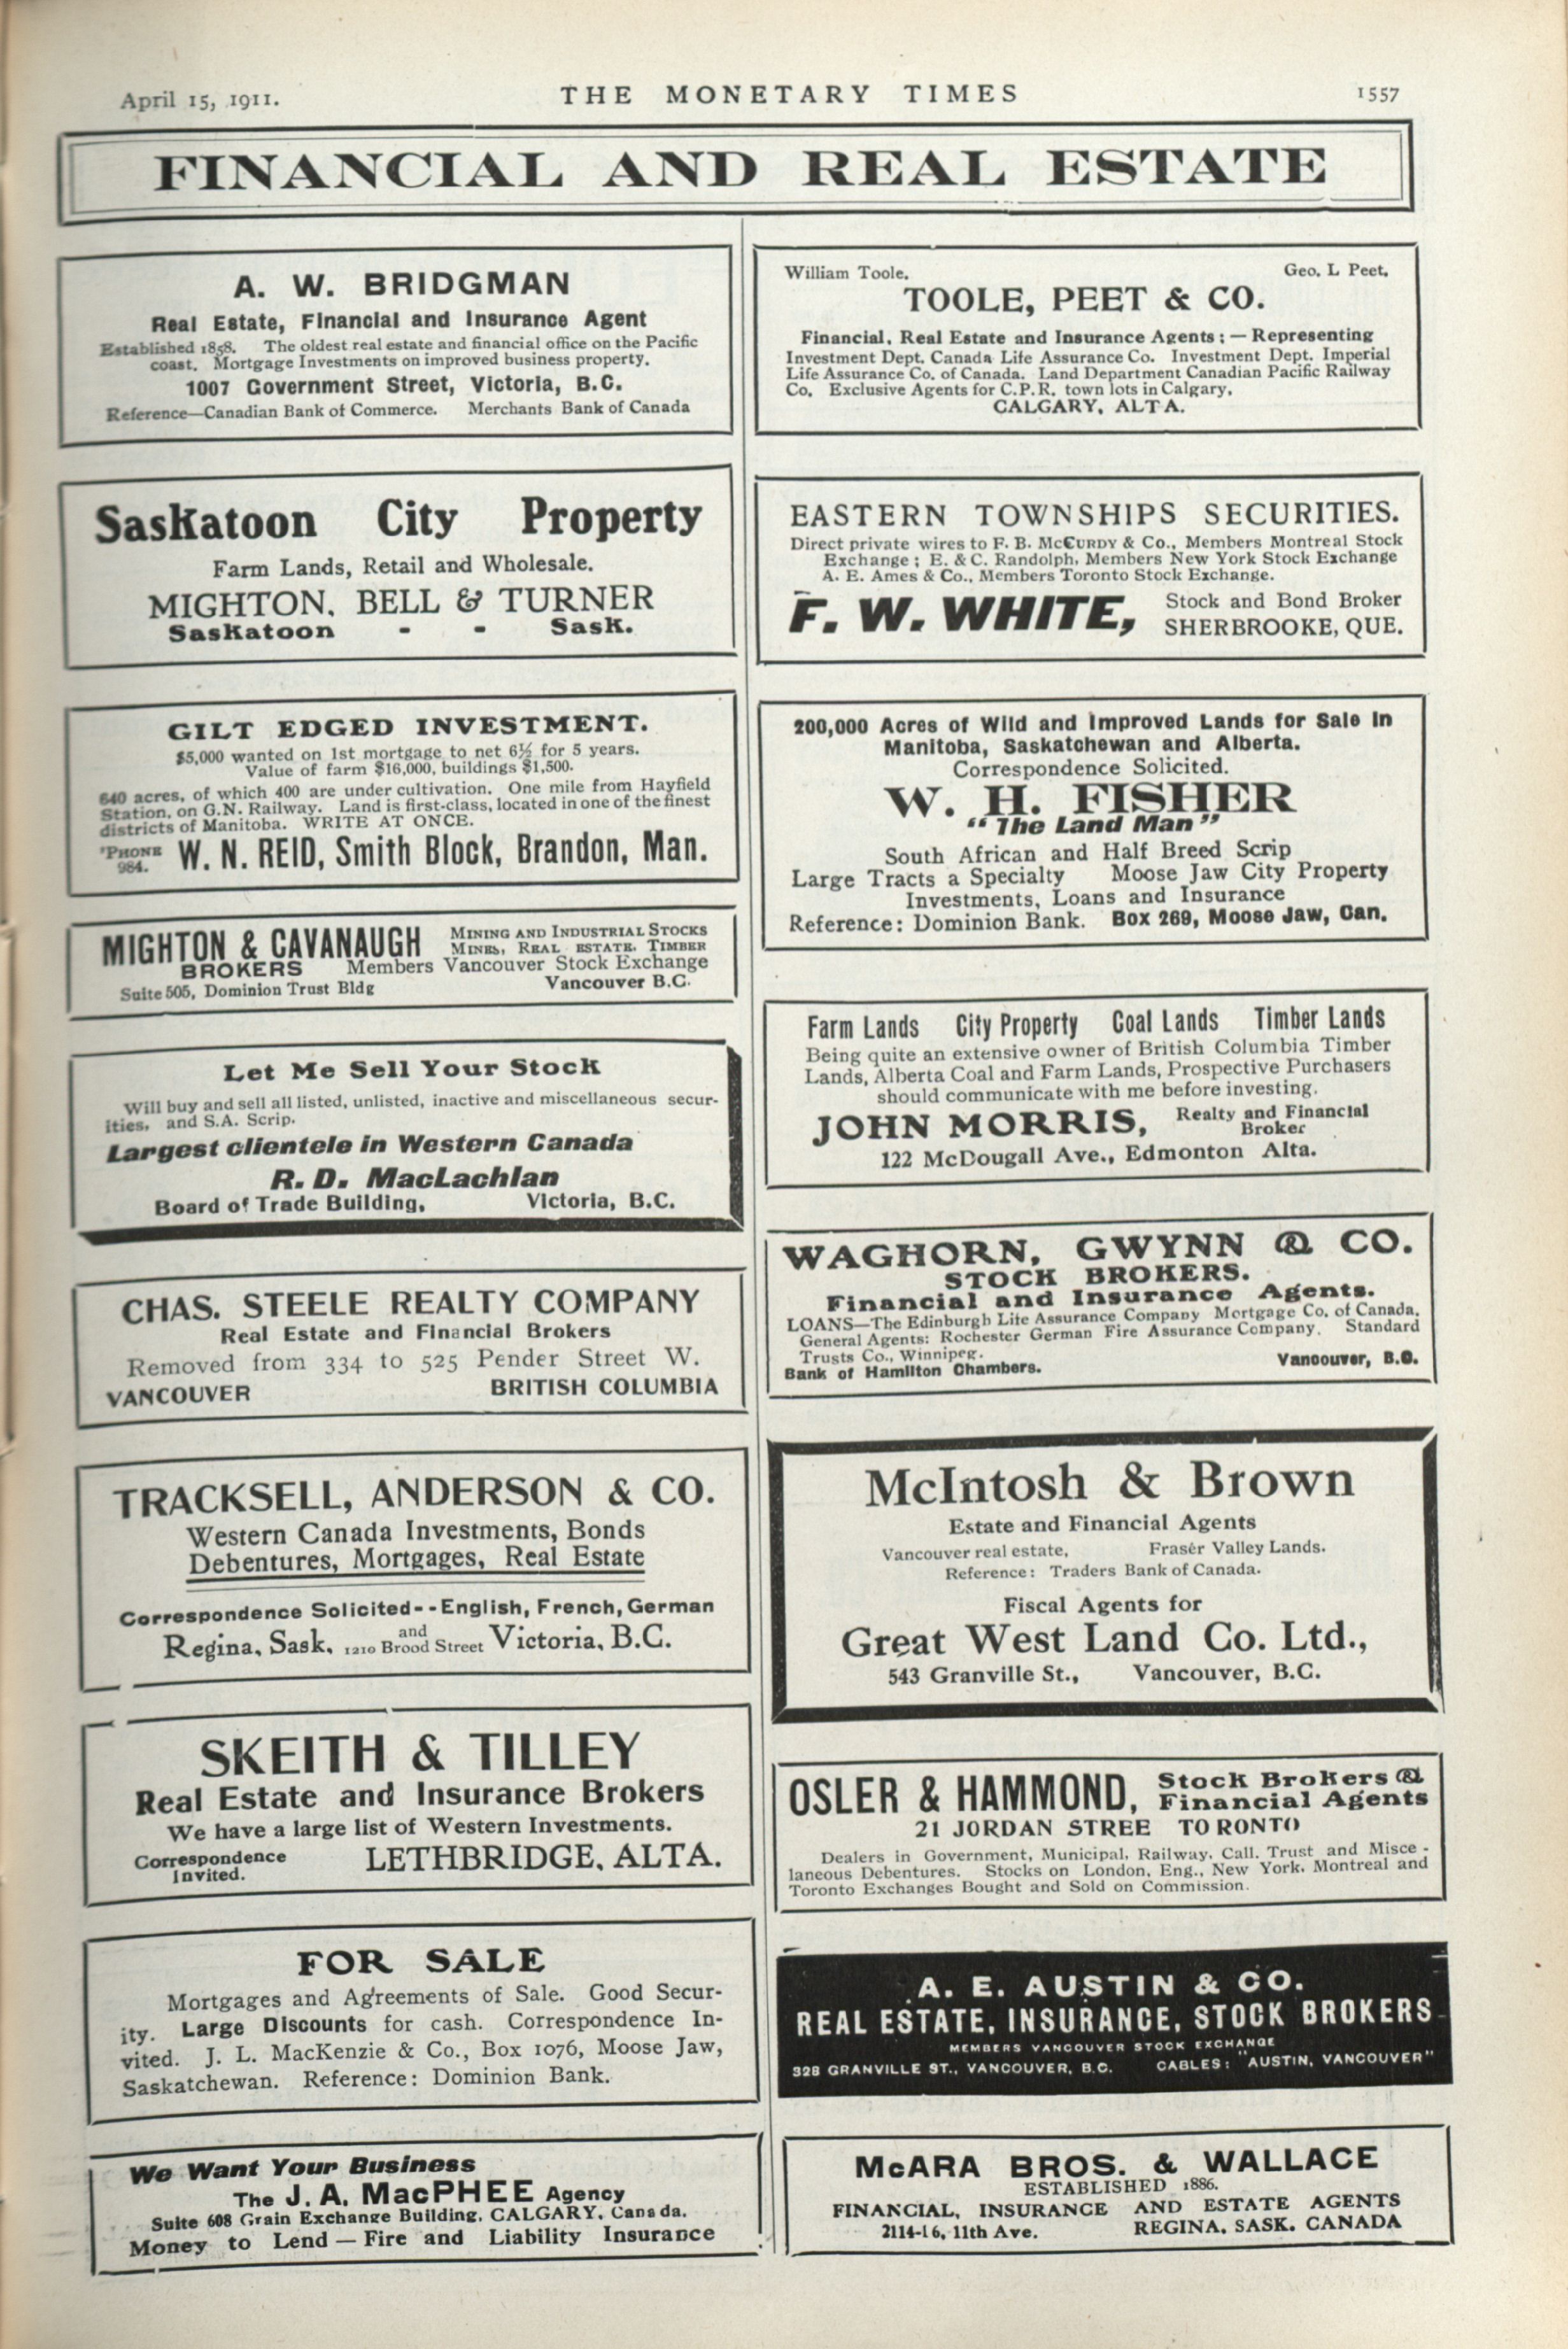 April 15, 1911.
THE MONETARY TIMES
1557
FINANCIAL AND REAL ESTATE
A. W. BRIDGMAN
Real Estate, Financial and Insurance Agent
Established 1858. The oldest real estate and financial office on the Pacific
coast. Mortgage Investments on improved business property.
1007 Government Street, Victoria, B.C.
Reference—Canadian Bank of Commerce. Merchants Bank of Canada
Saskatoon City Property
Farm Lands, Retail and Wholesale.
MIGHTON, BELL & TURNER
Saskatoon - - Sask.
GILT EDGED INVESTMENT.
$5,000 wanted on 1st mortgage to net 6½ for 5 years.
Value of farm $16,000, buildings $1,500.
640 acres, of which 400 are under cultivation. One mile from Hayfield
Station, on G.N. Railway. Land is first-class, located in one of the finest
districts of Manitoba. WRITE AT ONCE.
'PHONE 984. W. N. REID, Smith Block, Brandon, Man.
MIGHTON & CAVANAUGH
MINING AND INDUSTRIAL STOCKS
MINES, REAL ESTATE, TIMBER
BROKERS Members Vancouver Stock Exchange
Suite 505, Dominion Trust Bldg Vancouver B.C.
Let Me Sell Your Stock
Will buy and sell all listed, unlisted, inactive and miscellaneous secur-
ities, and S.A. Scrip.
Largest clientele in Western Canada
R. D. MacLachlan
Board of Trade Building, Victoria, B.C.
CHAS. STEELE REALTY COMPANY
Real Estate and Financial Brokers
Removed from 334 to 525 Pender Street W.
VANCOUVER BRITISH COLUMBIA
TRACKSELL, ANDERSON & CO.
Western Canada Investments, Bonds
Debentures, Mortgages, Real Estate
Correspondence Solicited--English, French, German
Regina, Sask. and 1210 Brood Street Victoria, B.C.
SKEITH & TILLEY
Real Estate and Insurance Brokers
We have a large list of Western Investments.
Correspondence
Invited.
LETHBRIDGE, ALTA.
FOR SALE
Mortgages and Agreements of Sale. Good Secur-
ity. Large Discounts for cash. Correspondence In-
vited. J. L. MacKenzie & Co., Box 1076, Moose Jaw,
Saskatchewan. Reference: Dominion Bank.
We Want Your Business
The J. A. MacPHEE Agency
Suite 608 Grain Exchange Building, CALGARY, Canada.
Money to Lend — Fire and Liability Insurance
William Toole. Geo. L Peet.
TOOLE, PEET & CO.
Financial, Real Estate and Insurance Agents; — Representing
Investment Dept. Canada Life Assurance Co. Investment Dept. Imperial
Life Assurance Co. of Canada. Land Department Canadian Pacific Railway
Co. Exclusive Agents for C.P.R. town lots in Calgary.
CALGARY, ALTA.
EASTERN TOWNSHIPS SECURITIES.
Direct private wires to F. B. McCURDY & Co., Members Montreal Stock
Exchange; E. & C. Randolph, Members New York Stock Exchange
A. E. Ames & Co., Members Toronto Stock Exchange.
F. W. WHITE,
Stock and Bond Broker
SHERBROOKE, QUE.
200,000 Acres of Wild and Improved Lands for Sale in
Manitoba, Saskatchewan and Alberta.
Correspondence Solicited.
W. H. FISHER
"The Land Man"
South African and Half Breed Scrip
Large Tracts a Specialty Moose Jaw City Property
Investments, Loans and Insurance
Reference: Dominion Bank. Box 269, Moose Jaw, Can.
Farm Lands City Property Coal Lands Timber Lands
Being quite an extensive owner of British Columbia Timber
Lands, Alberta Coal and Farm Lands, Prospective Purchasers
should communicate with me before investing.
JOHN MORRIS,
Realty and Financial
Broker
122 McDougall Ave., Edmonton Alta.
WAGHORN, GWYNN & CO.
STOCK BROKERS.
Financial and Insurance Agents.
LOANS—The Edinburgh Life Assurance Company Mortgage Co. of Canada.
General Agents: Rochester German Fire Assurance Company. Standard
Trusts Co., Winnipeg.
Bank of Hamilton Chambers. Vancouver, B.C.
McIntosh & Brown
Estate and Financial Agents
Vancouver real estate, Fraser Valley Lands.
Reference: Traders Bank of Canada.
Fiscal Agents for
Great West Land Co. Ltd.,
543 Granville St., Vancouver, B.C.
OSLER & HAMMOND,
Stock Brokers &
Financial Agents
21 JORDAN STREE TORONTO
Dealers in Government, Municipal, Railway, Call, Trust and Misce-
laneous Debentures. Stocks on London, Eng., New York, Montreal and
Toronto Exchanges Bought and Sold on Commission.
A. E. AUSTIN & CO.
REAL ESTATE, INSURANCE, STOCK BROKERS
MEMBERS VANCOUVER STOCK EXCHANGE
328 GRANVILLE ST., VANCOUVER, B.C. CABLES: "AUSTIN, VANCOUVER"
McARA BROS. & WALLACE
ESTABLISHED 1886.
FINANCIAL, INSURANCE AND ESTATE AGENTS
2114-16, 11th Ave. REGINA, SASK. CANADA